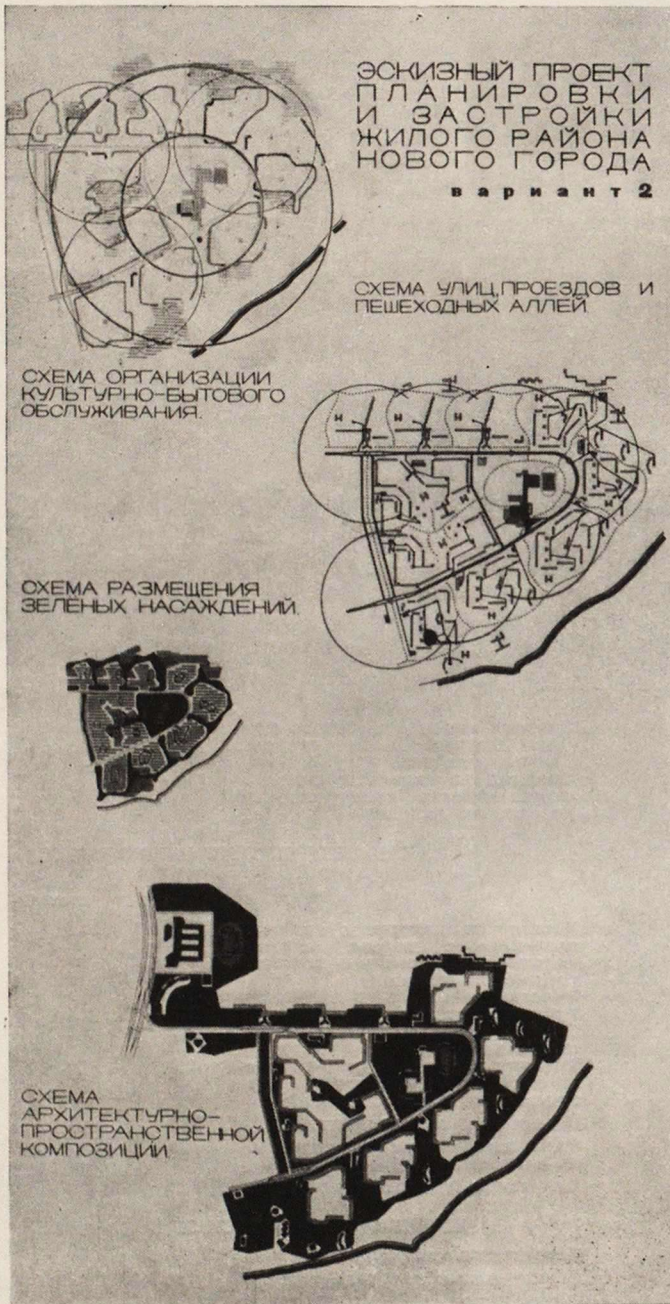 ЭСКИЗНЫЙ ПРОЕКТ
ПЛАНИРОВКИ
И ЗАСТРОЙКИ
ЖИЛОГО РАЙОНА
НОВОГО ГОРОДА
вариант 2
СХЕМА УЛИЦ, ПРОЕЗДОВ И
ПЕШЕХОДНЫХ АЛЛЕЙ
СХЕМА ОРГАНИЗАЦИИ
КУЛЬТУРНО-БЫТОВОГО
ОБСЛУЖИВАНИЯ.
СХЕМА РАЗМЕЩЕНИЯ
ЗЕЛЕНЫХ НАСАЖДЕНИЙ.
СХЕМА
АРХИТЕКТУРНО-
ПРОСТРАНСТВЕННОЙ
КОМПОЗИЦИИ.